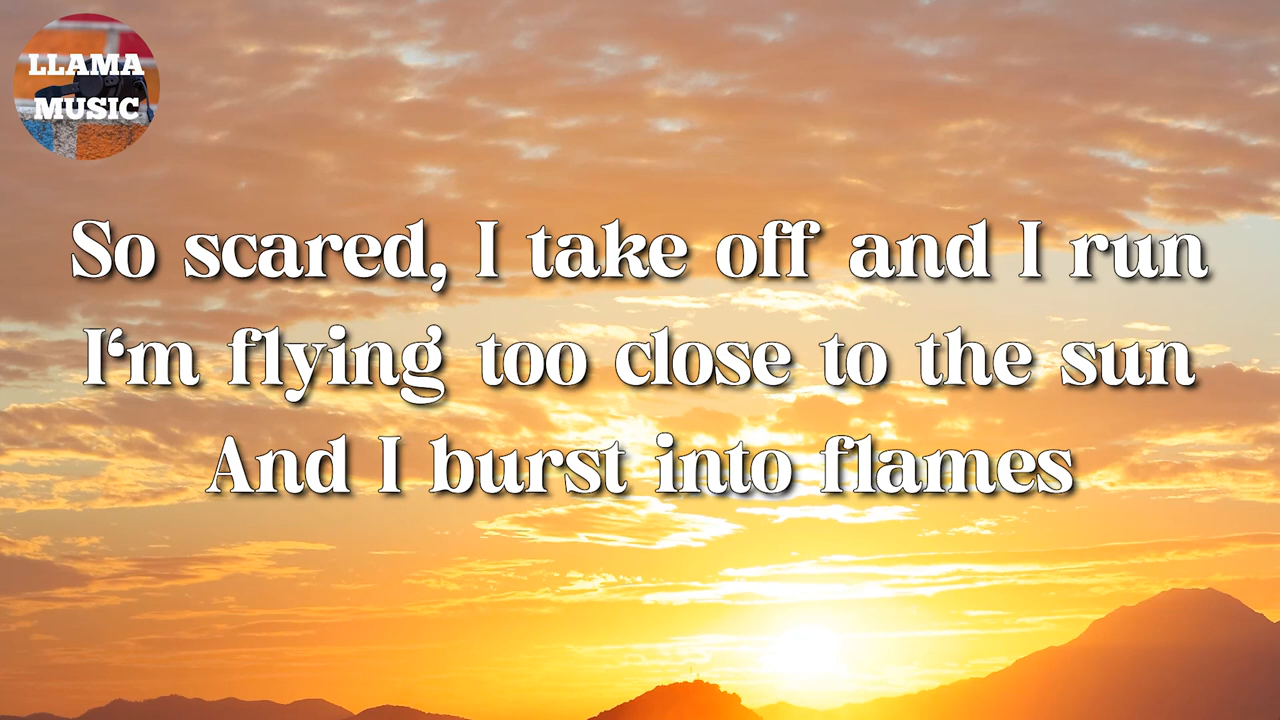 LLAMA
MUSIC
So scared, I take off and I run
I‘m flying too close to the sun
And I burst into flames